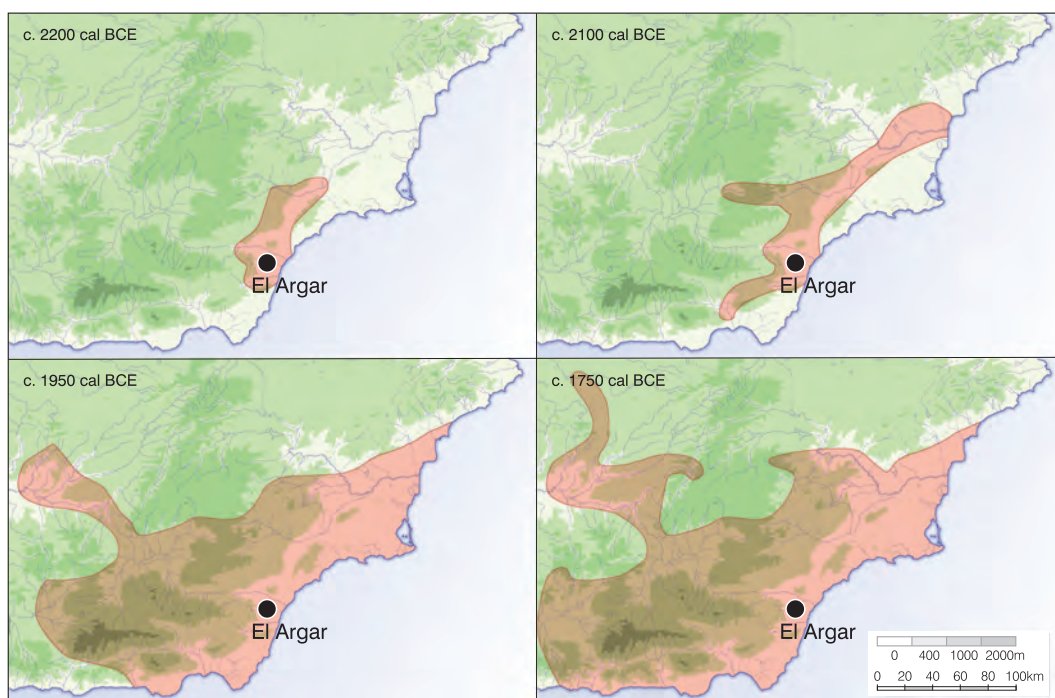 c. 2200 cal BCE
El Argar
c. 2100 cal BCE
El Argar
c. 1950 cal BCE
El Argar
c. 1750 cal BCE
El Argar
0 400 1000 2000m
0 20 40 60 80 100km